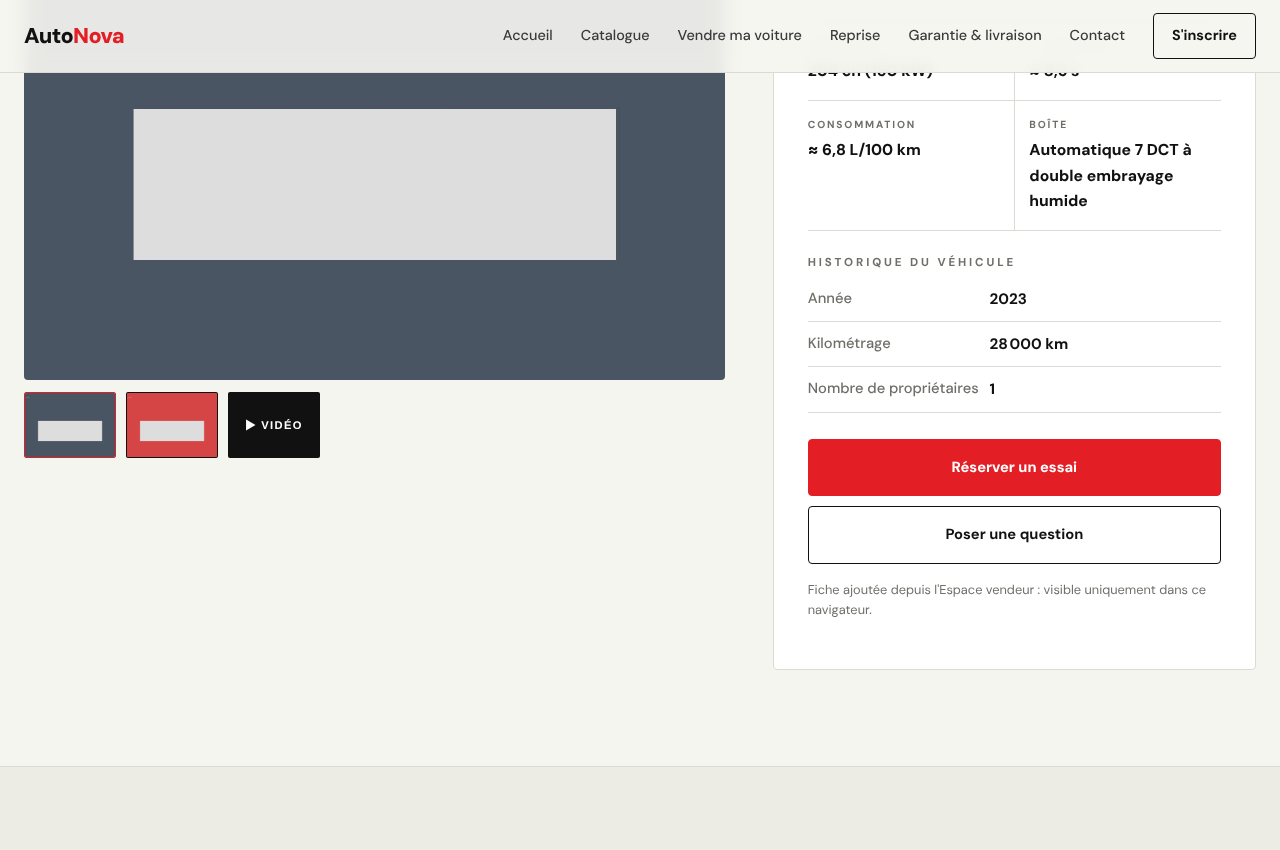 AutoNova
Accueil
Catalogue
Vendre ma voiture
Reprise
Garantie & livraison
Contact
S'inscrire
CONSOMMATION
≈ 6,8 L/100 km
BOÎTE
Automatique 7 DCT à
double embrayage
humide
HISTORIQUE DU VÉHICULE
Année 2023
Kilométrage 28 000 km
Nombre de propriétaires 1
▶ VIDÉO
Réserver un essai
Poser une question
Fiche ajoutée depuis l'Espace vendeur : visible uniquement dans ce
navigateur.